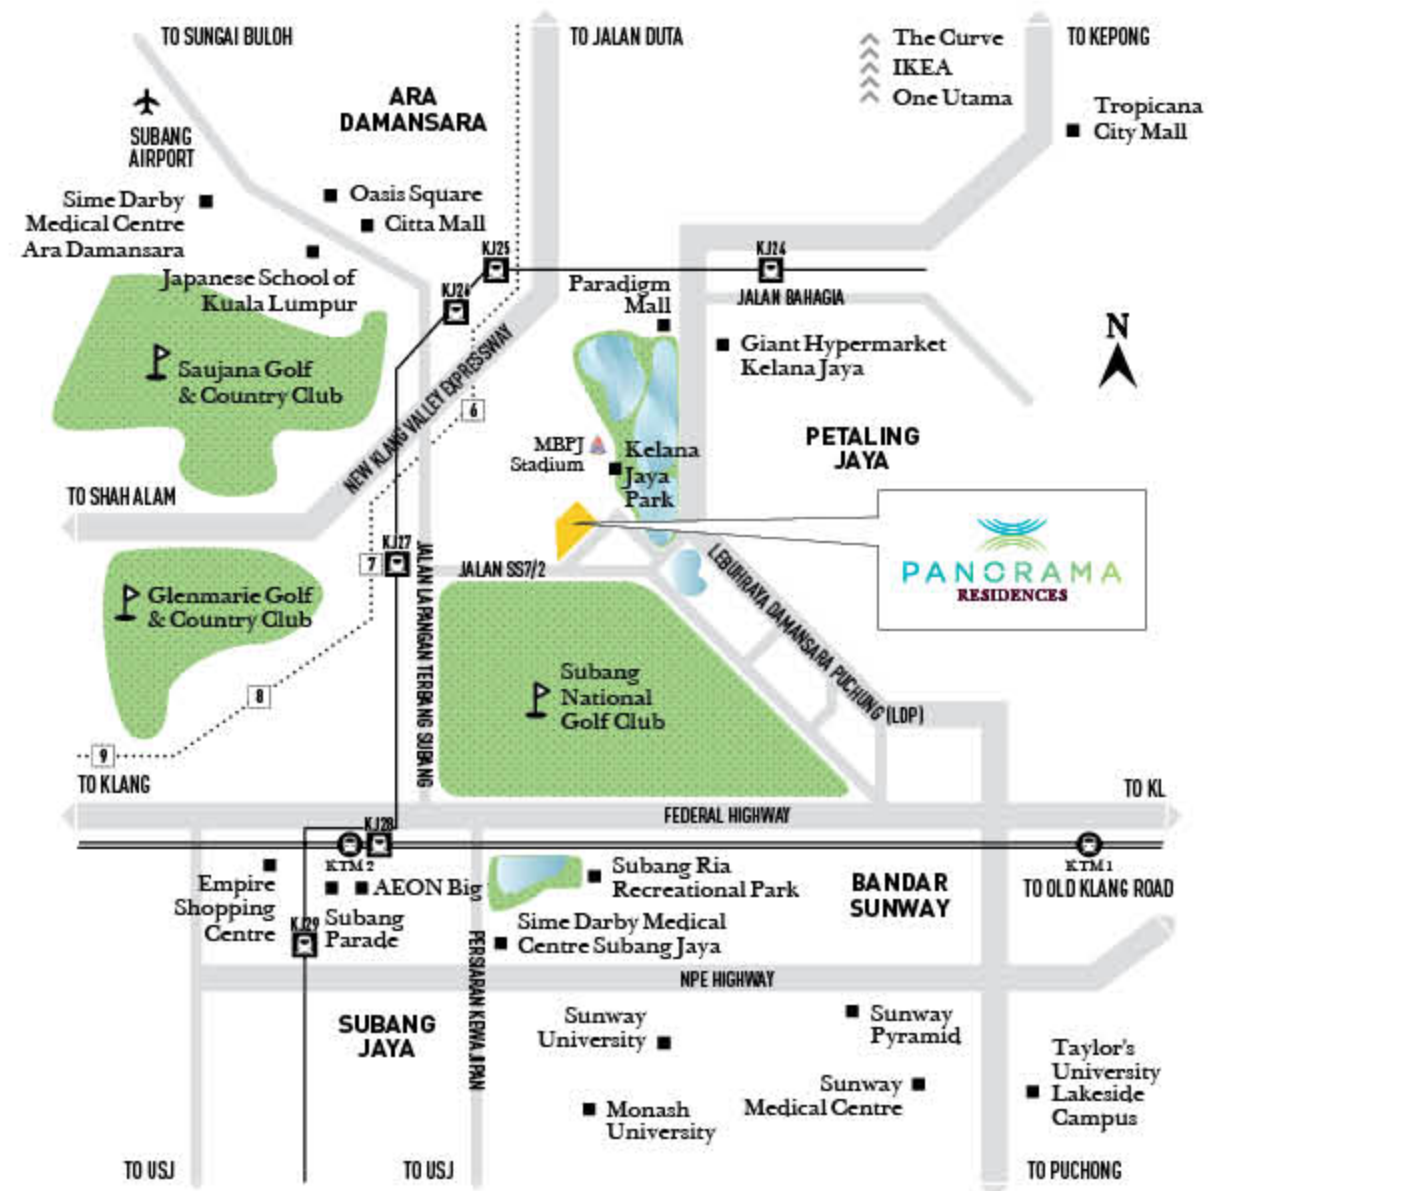 TO SUNGAI BULOH
TO JALAN DUTA
The Curve
IKEA
One Utama
TO KEPONG
ARA
DAMANSARA
Tropicana
City Mall
SUBANG
AIRPORT
Sime Darby
Medical Centre
Ara Damansara
Oasis Square
Citta Mall
KJ25
KJ24
Japanese School of
Kuala Lumpur
KJ26
Paradigm
Mall
JALAN BAHAGIA
N
Giant Hypermarket
Kelana Jaya
Saujana Golf
& Country Club
NEW KLANG VALLEY EXPRESSWAY
6
MBPJ
Stadium
Kelana
Jaya
Park
PETALING
JAYA
TO SHAH ALAM
PANORAMA
RESIDENCES
KJ27
7
JALAN SS7/2
JALAN LAPANGAN TERBANG SUBANG
LEBUHRAYA DAMANSARA PUCHUNG (LDP)
Glenmarie Golf
& Country Club
8
Subang
National
Golf Club
9
TO KLANG
TO KL
FEDERAL HIGHWAY
KJ28
KTM2
KTM1
Empire
Shopping
Centre
AEON Big
Subang
Parade
KJ29
Subang Ria
Recreational Park
BANDAR
SUNWAY
TO OLD KLANG ROAD
Sime Darby Medical
Centre Subang Jaya
PERSIARAN KEWAJIPAN
NPE HIGHWAY
SUBANG
JAYA
Sunway
University
Sunway
Pyramid
Taylor's
University
Lakeside
Campus
Sunway
Medical Centre
Monash
University
TO USJ
TO USJ
TO PUCHONG